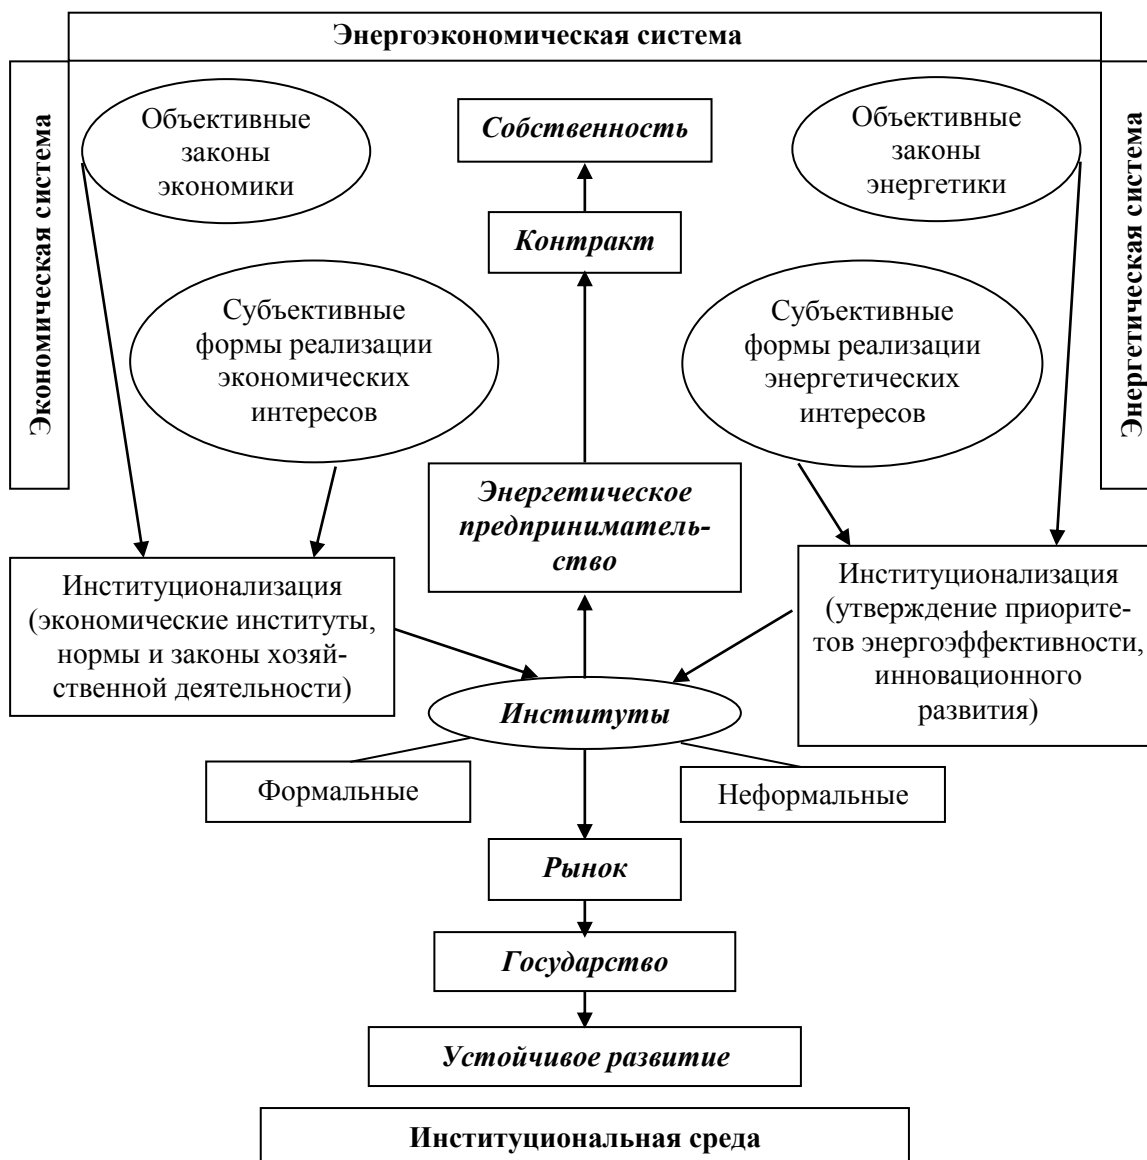 Энергоэкономическая система
Экономическая система
Энергетическая система
Объективные
законы
экономики
Собственность
Объективные
законы
энергетики
Контракт
Субъективные
формы реализации
экономических
интересов
Субъективные
формы реализации
энергетических
интересов
Энергетическое
предприниматель-
ство
Институционализация
(экономические институты,
нормы и законы хозяй-
ственной деятельности)
Институционализация
(утверждение приорите-
тов энергоэффективности,
инновационного
развития)
Институты
Формальные
Неформальные
Рынок
Государство
Устойчивое развитие
Институциональная среда